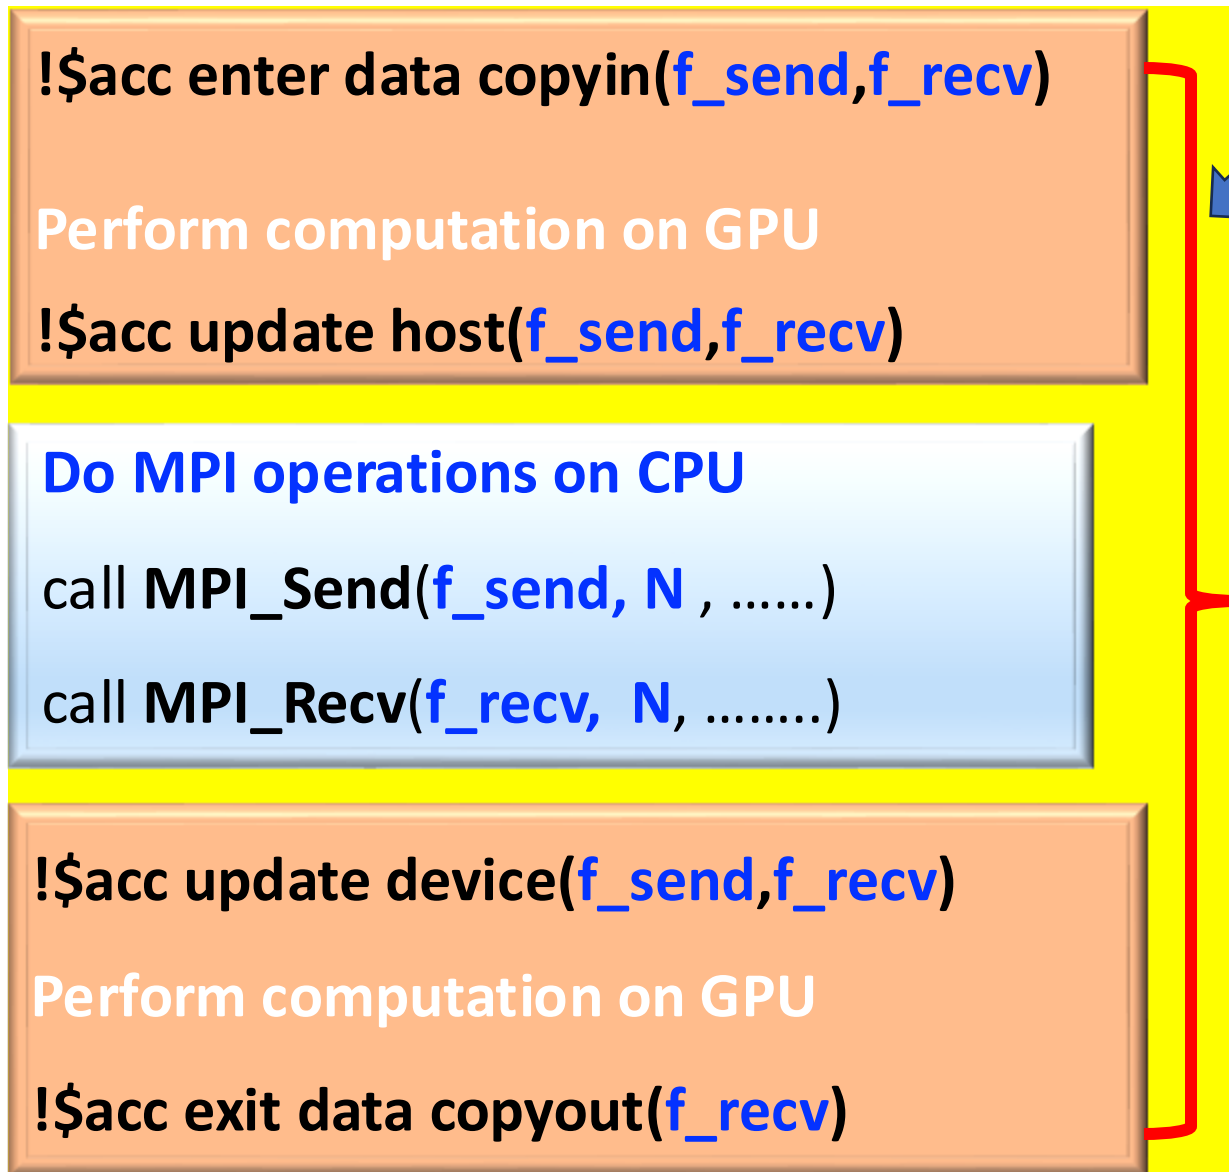 !$acc enter data copyin(f_send,f_recv)
Perform computation on GPU
!$acc update host(f_send,f_recv)
Do MPI operations on CPU
call MPI_Send(f_send, N , ......)
call MPI_Recv(f_recv,  N, ........)
!$acc update device(f_send,f_recv)
Perform computation on GPU
!$acc exit data copyout(f_recv)